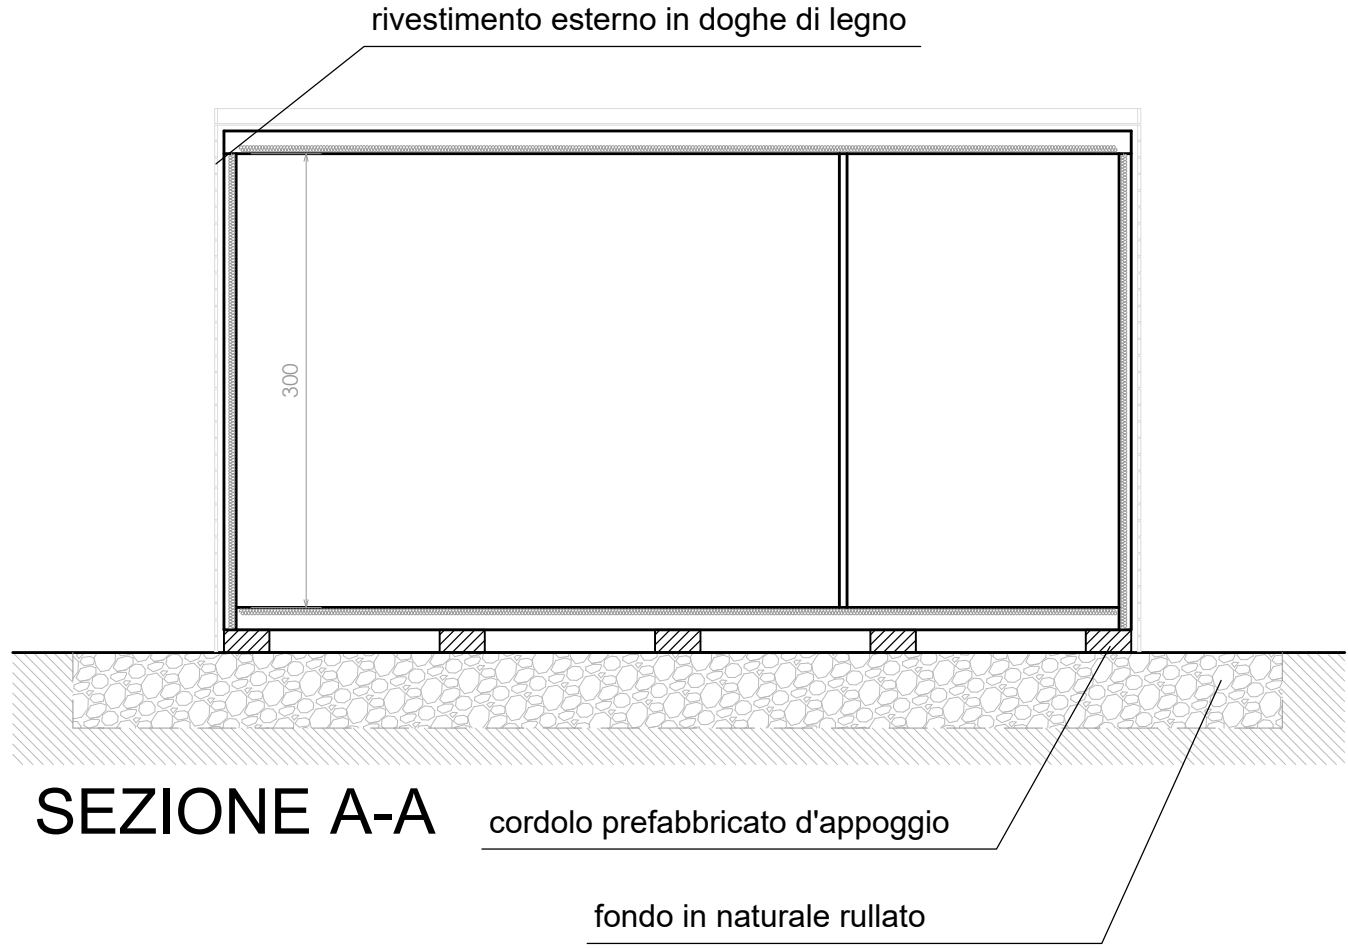 rivestimento esterno in doghe di legno
300
SEZIONE A-A
cordolo prefabbricato d'appoggio
fondo in naturale rullato